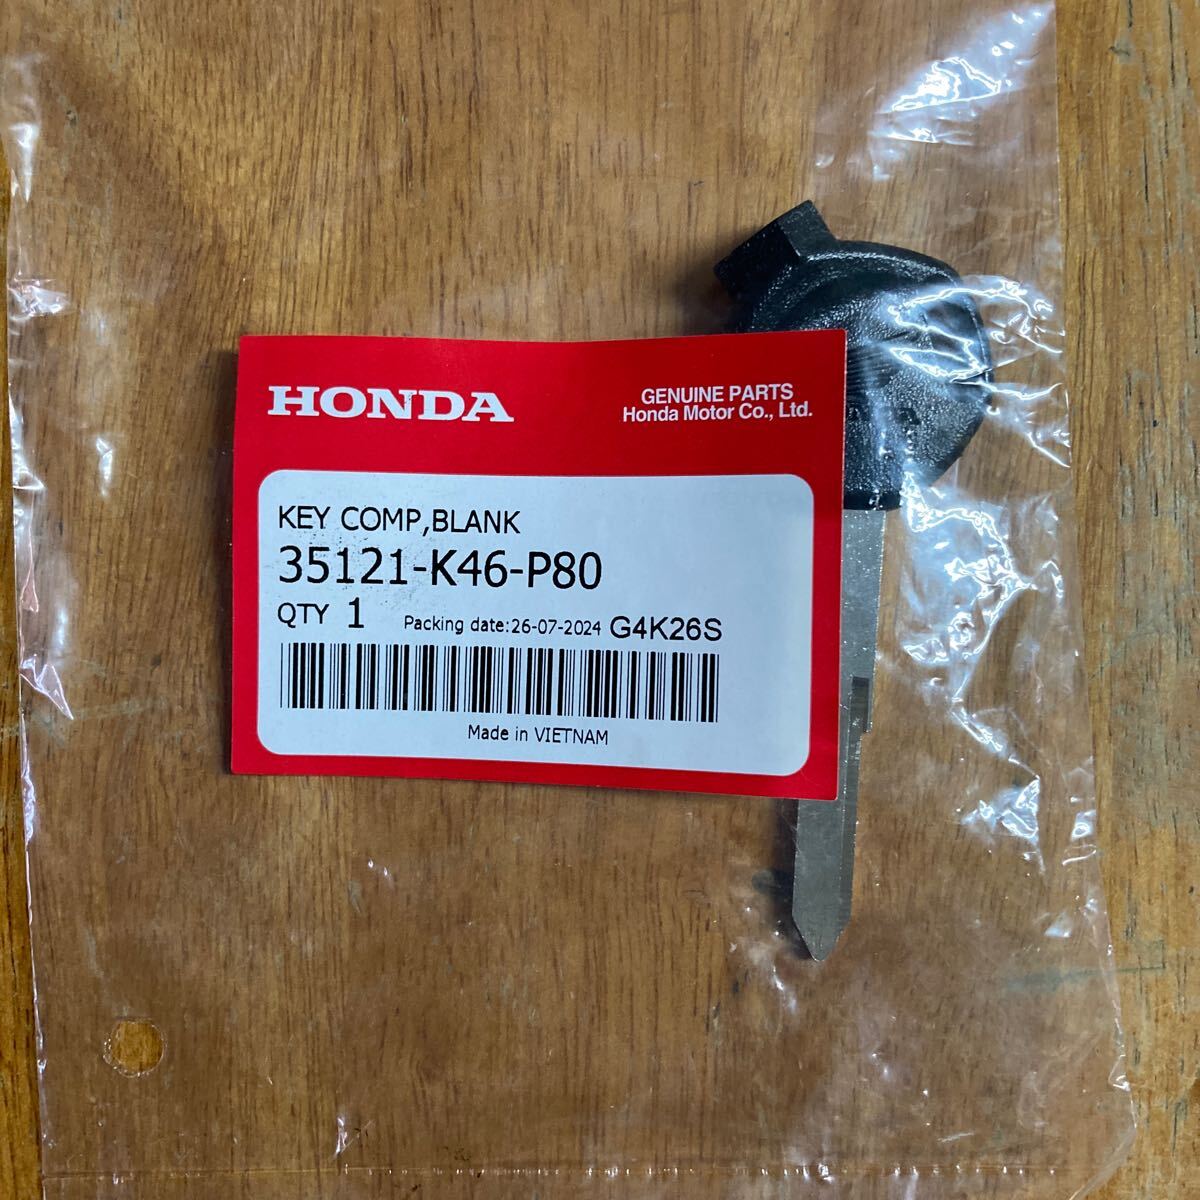 HONDA
GENUINE PARTS
Honda Motor Co., Ltd.
KEY COMP,BLANK
35121-K46-P80
QTY 1 Packing date:26-07-2024 G4K26S
Made in VIETNAM